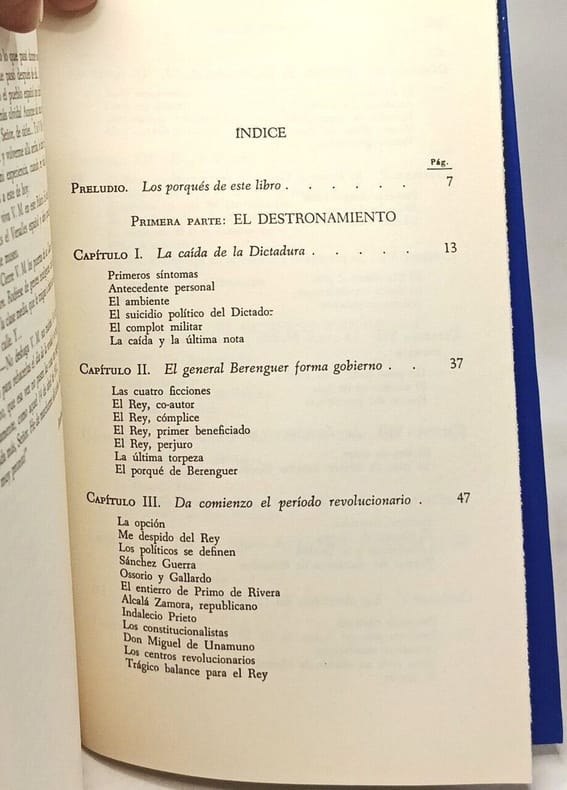 INDICE
Pág.
PRELUDIO. Los porqués de este libro . . . . . . 7
PRIMERA PARTE: EL DESTRONAMIENTO
CAPÍTULO I. La caída de la Dictadura . . . . . 13
Primeros síntomas
Antecedente personal
El ambiente
El suicidio político del Dictador
El complot militar
La caída y la última nota
CAPÍTULO II. El general Berenguer forma gobierno . . 37
Las cuatro ficciones
El Rey, co-autor
El Rey, cómplice
El Rey, primer beneficiado
El Rey, perjuro
La última torpeza
El porqué de Berenguer
CAPÍTULO III. Da comienzo el período revolucionario . 47
La opción
Me despido del Rey
Los políticos se definen
Sánchez Guerra
Ossorio y Gallardo
El entierro de Primo de Rivera
Alcalá Zamora, republicano
Indalecio Prieto
Los constitucionalistas
Don Miguel de Unamuno
Los centros revolucionarios
Trágico balance para el Rey